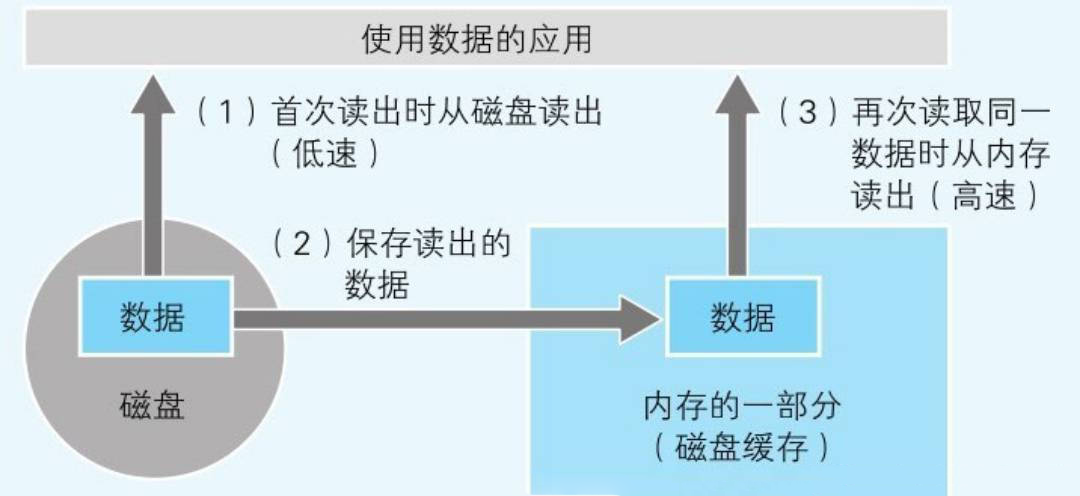 使用数据的应用
（1）首次读出时从磁盘读出
（低速）
（3）再次读取同一
数据时从内存
读出（高速）
（2）保存读出的
数据
数据
数据
磁盘
内存的一部分
（磁盘缓存）